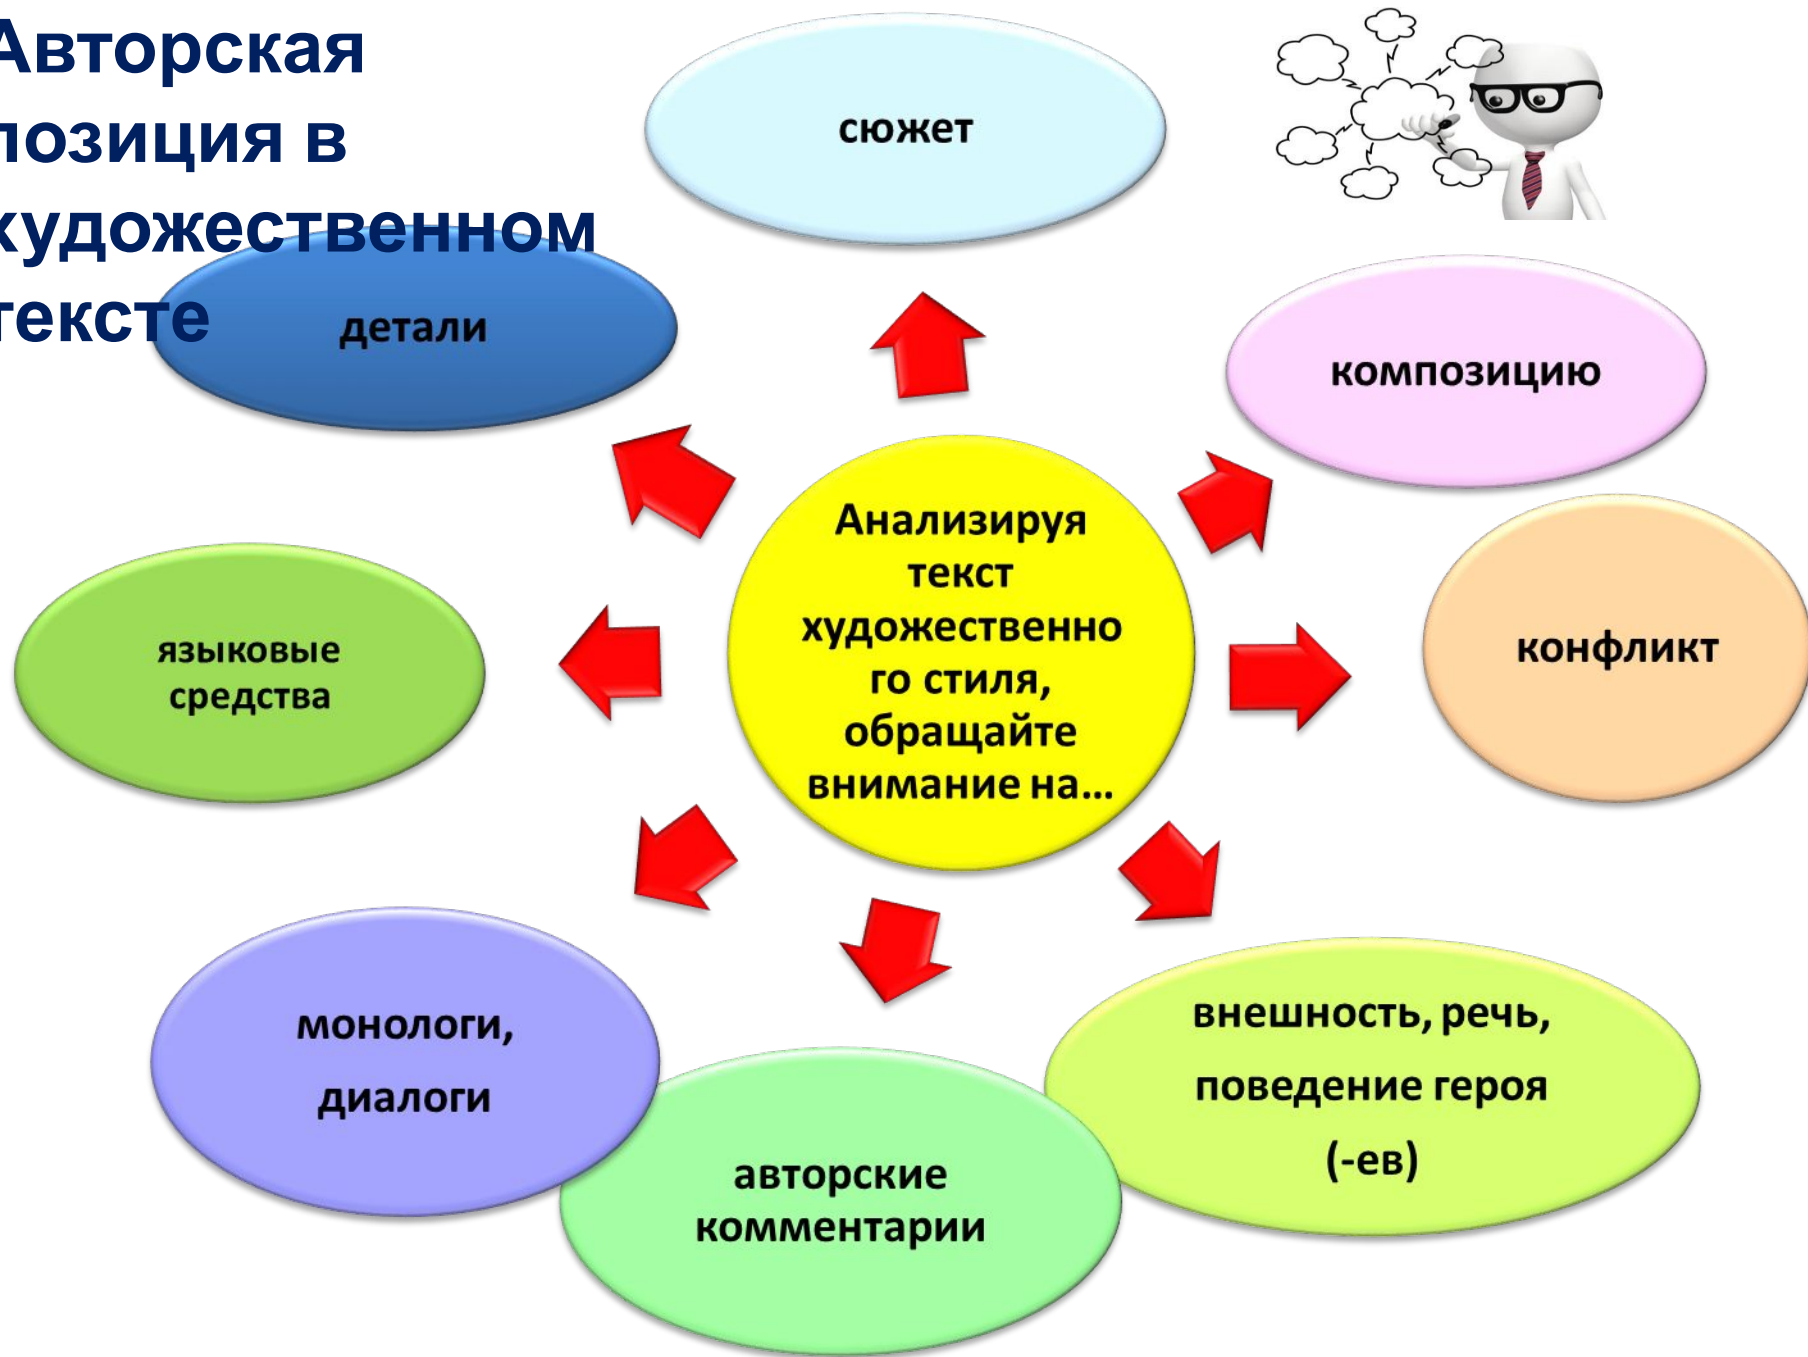 Авторская
позиция в
художественном
тексте
сюжет
детали
композицию
Анализируя
текст
художественно
го стиля,
обращайте
внимание на…
конфликт
языковые
средства
монологи,
диалоги
авторские
комментарии
внешность, речь,
поведение героя
(-ев)